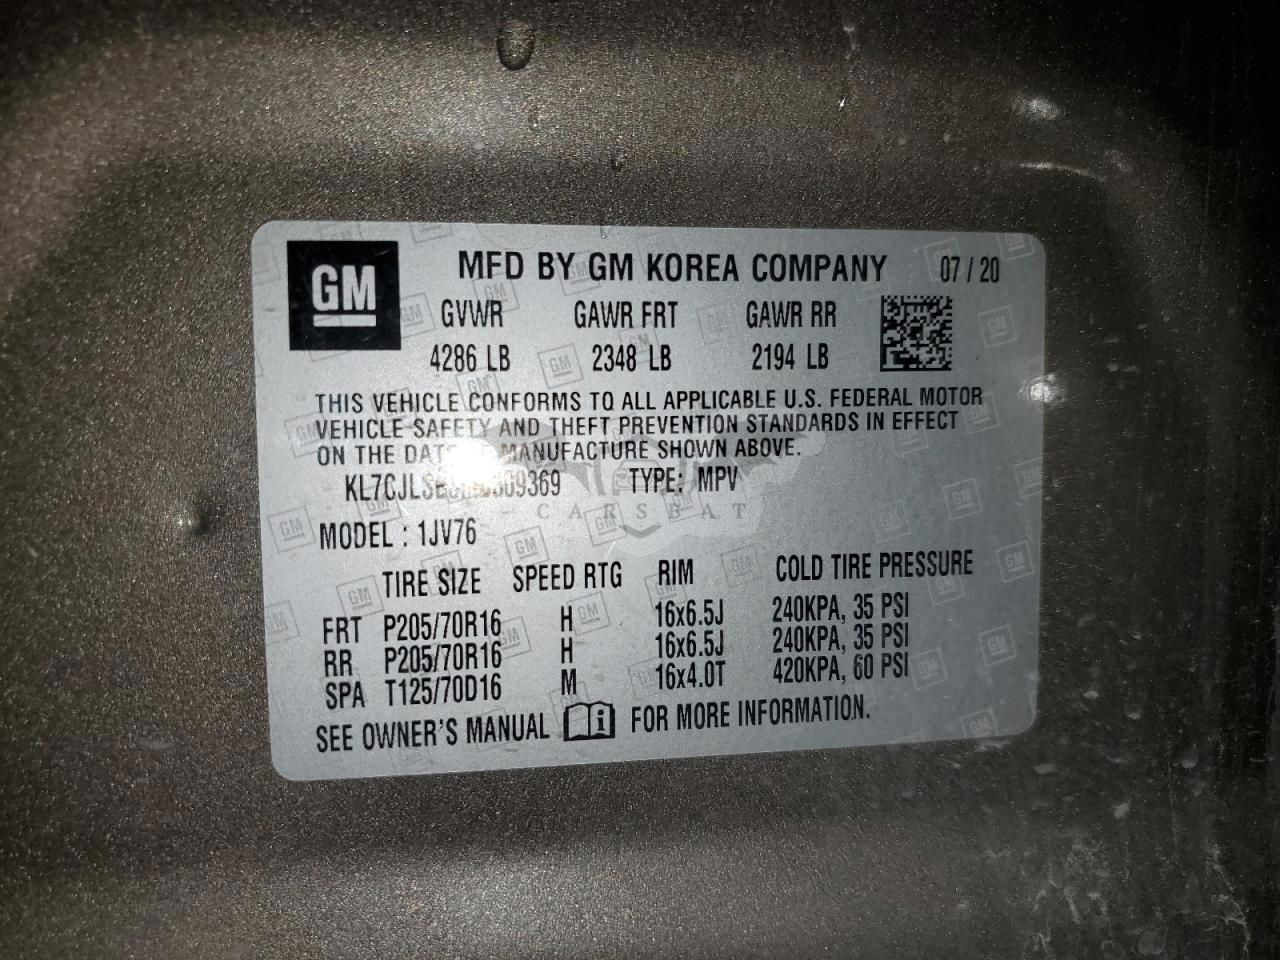 GM
MFD BY GM KOREA COMPANY 07 / 20
GVWR GAWR FRT GAWR RR
4286 LB 2348 LB 2194 LB
THIS VEHICLE CONFORMS TO ALL APPLICABLE U.S. FEDERAL MOTOR
VEHICLE SAFETY AND THEFT PREVENTION STANDARDS IN EFFECT
ON THE DATE MANUFACTURE SHOWN ABOVE.
TYPE: MPV
CARSBAT
MODEL : 1JV76
TIRE SIZE SPEED RTG RIM COLD TIRE PRESSURE
FRT P205/70R16 H 16x6.5J 240KPA, 35 PSI
RR P205/70R16 H 16x6.5J 240KPA, 35 PSI
SPA T125/70D16 M 16x4.0T 420KPA, 60 PSI
SEE OWNER'S MANUAL FOR MORE INFORMATION.